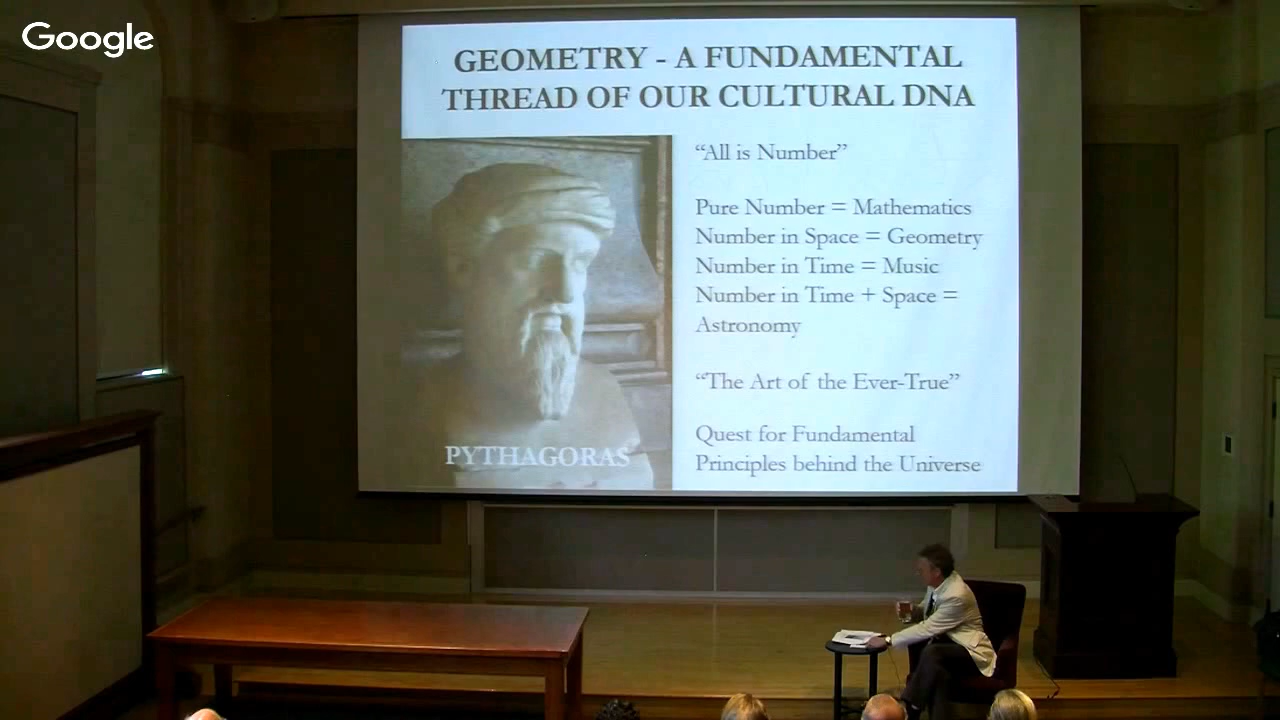 Google
GEOMETRY - A FUNDAMENTAL
THREAD OF OUR CULTURAL DNA
“All is Number”
Pure Number = Mathematics
Number in Space = Geometry
Number in Time = Music
Number in Time + Space =
Astronomy
“The Art of the Ever-True”
Quest for Fundamental
Principles behind the Universe
PYTHAGORAS